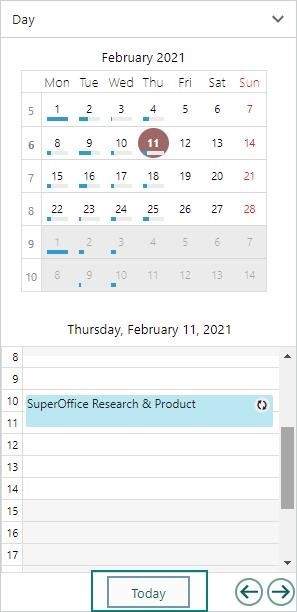 Day
February 2021
Mon Tue Wed Thu Fri Sat Sun
5 1 2 3 4 5 6 7
6 8 9 10 11 12 13 14
7 15 16 17 18 19 20 21
8 22 23 24 25 26 27 28
9 1 2 3 4 5 6 7
10 8 9 10 11 12 13 14
Thursday, February 11, 2021
8
9
10 SuperOffice Research & Product
11
12
13
14
15
16
17
Today